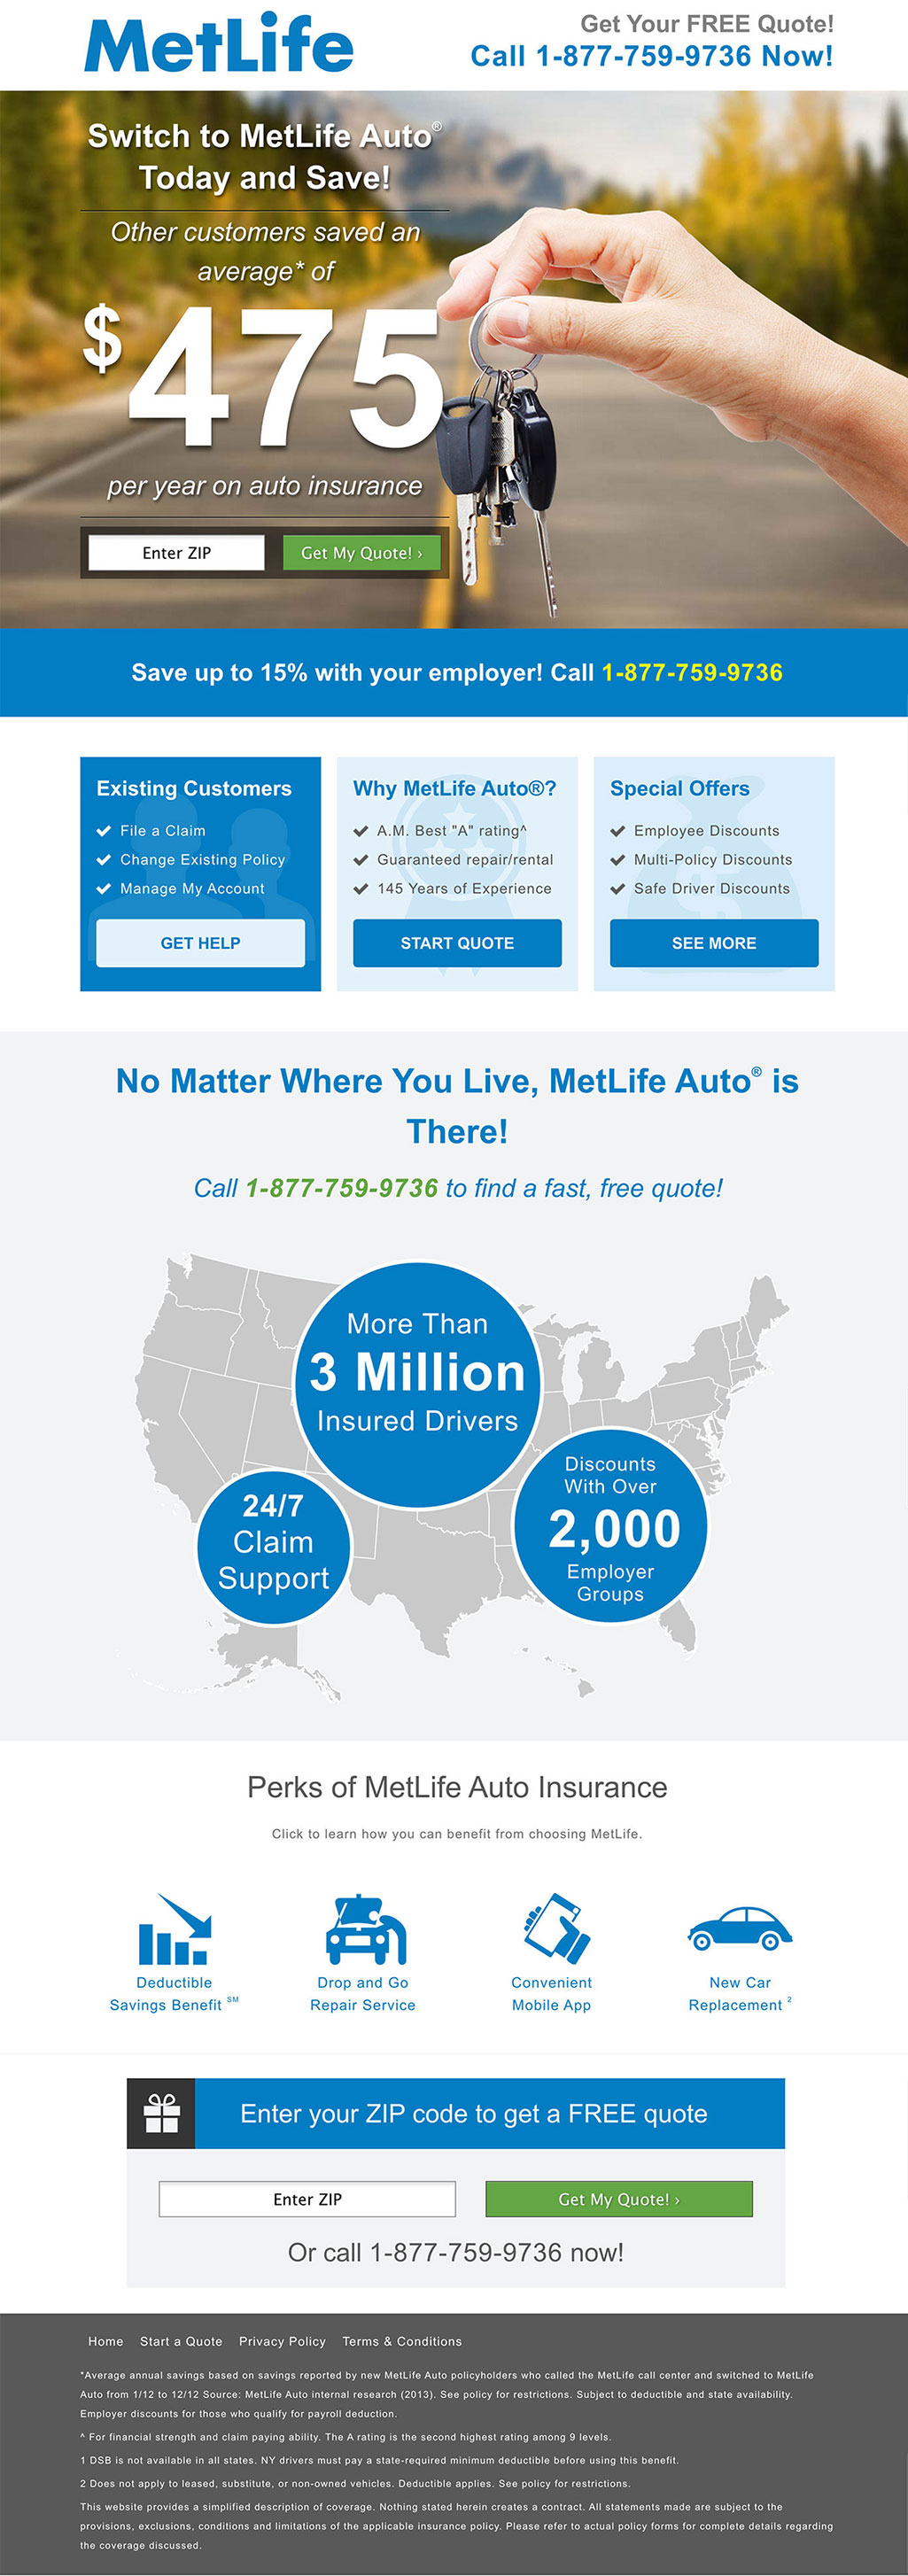 MetLife
Get Your FREE Quote!
Call 1-877-759-9736 Now!
Switch to MetLife Auto®
Today and Save!
Other customers saved an
average* of
$475
per year on auto insurance
Enter ZIP
Get My Quote! ›
Save up to 15% with your employer! Call 1-877-759-9736
Existing Customers
File a Claim
Change Existing Policy
Manage My Account
GET HELP
Why MetLife Auto®?
A.M. Best "A" rating^
Guaranteed repair/rental
145 Years of Experience
START QUOTE
Special Offers
Employee Discounts
Multi-Policy Discounts
Safe Driver Discounts
SEE MORE
No Matter Where You Live, MetLife Auto® is
There!
Call 1-877-759-9736 to find a fast, free quote!
More Than
3 Million
Insured Drivers
24/7
Claim
Support
Discounts
With Over
2,000
Employer
Groups
Perks of MetLife Auto Insurance
Click to learn how you can benefit from choosing MetLife.
Deductible
Savings Benefit SM
Drop and Go
Repair Service
Convenient
Mobile App
New Car
Replacement 2
Enter your ZIP code to get a FREE quote
Enter ZIP
Get My Quote! ›
Or call 1-877-759-9736 now!
Home Start a Quote Privacy Policy Terms & Conditions
*Average annual savings based on savings reported by new MetLife Auto policyholders who called the MetLife call center and switched to MetLife
Auto from 1/12 to 12/12 Source: MetLife Auto internal research (2013). See policy for restrictions. Subject to deductible and state availability.
Employer discounts for those who qualify for payroll deduction.
^ For financial strength and claim paying ability. The A rating is the second highest rating among 9 levels.
1 DSB is not available in all states. NY drivers must pay a state-required minimum deductible before using this benefit.
2 Does not apply to leased, substitute, or non-owned vehicles. Deductible applies. See policy for restrictions.
This website provides a simplified description of coverage. Nothing stated herein creates a contract. All statements made are subject to the
provisions, exclusions, conditions and limitations of the applicable insurance policy. Please refer to actual policy forms for complete details regarding
the coverage discussed.